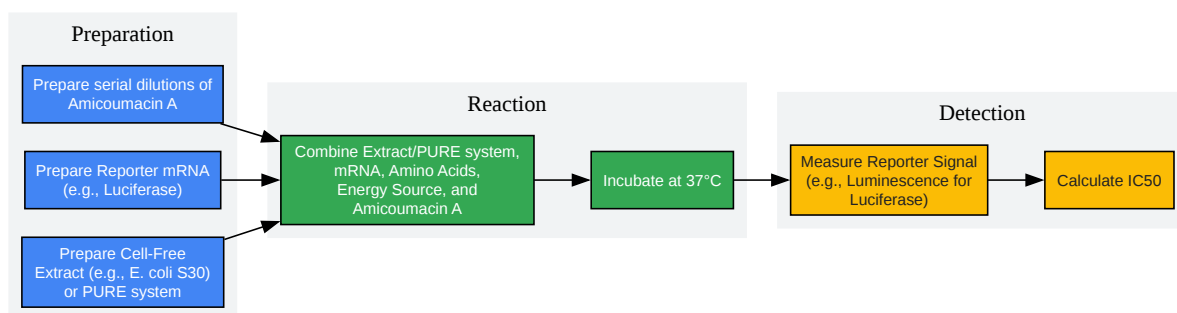 Preparation
Prepare serial dilutions of
Amicoumacin A
Prepare Reporter mRNA
(e.g., Luciferase)
Prepare Cell-Free
Extract (e.g., E. coli S30)
or PURE system
Reaction
Combine Extract/PURE system,
mRNA, Amino Acids,
Energy Source, and
Amicoumacin A
Incubate at 37°C
Detection
Measure Reporter Signal
(e.g., Luminescence for
Luciferase)
Calculate IC50